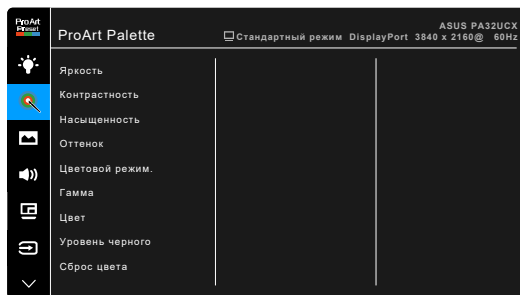 ProArt
Preset
ProArt Palette
ASUS PA32UCX
Стандартный режим DisplayPort 3840 x 2160@ 60Hz
Яркость
Контрастность
Насыщенность
Оттенок
Цветовой режим.
Гамма
Цвет
Уровень черного
Сброс цвета